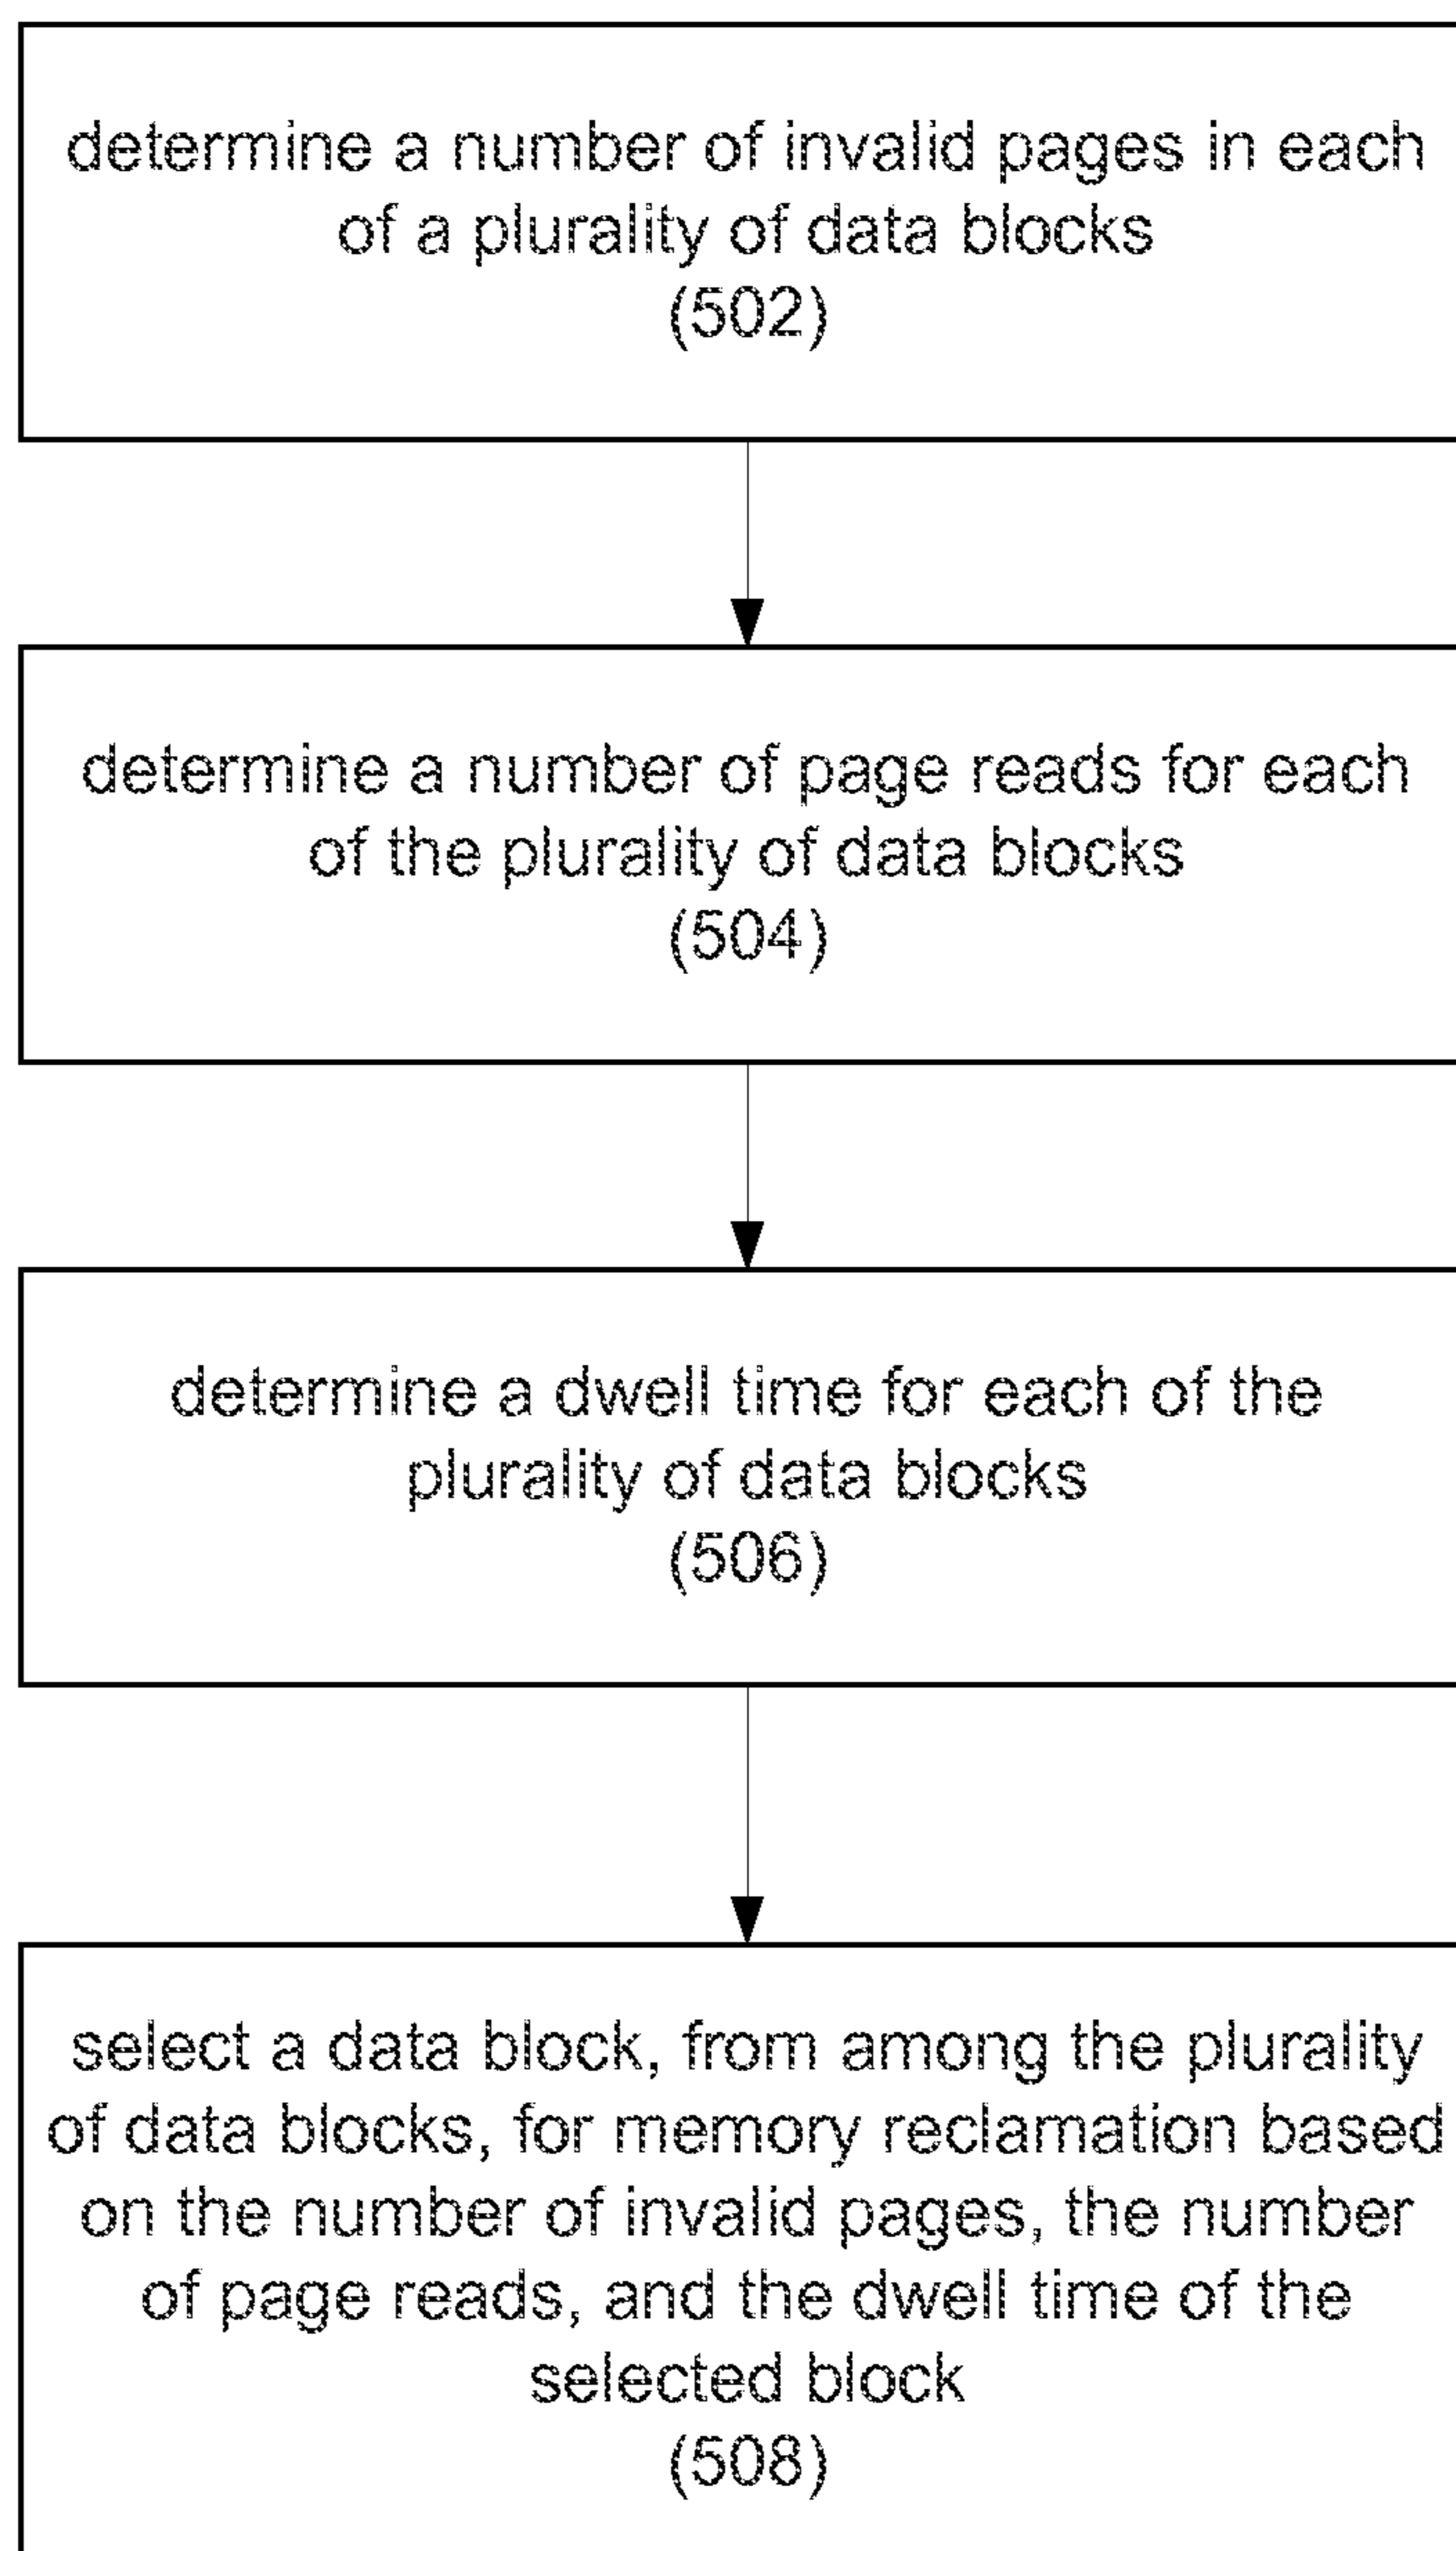 determine a number of invalid pages in each
of a plurality of data blocks
(502)
determine a number of page reads for each
of the plurality of data blocks
(504)
determine a dwell time for each of the
plurality of data blocks
(506)
select a data block, from among the plurality
of data blocks, for memory reclamation based
on the number of invalid pages, the number
of page reads, and the dwell time of the
selected block
(508)